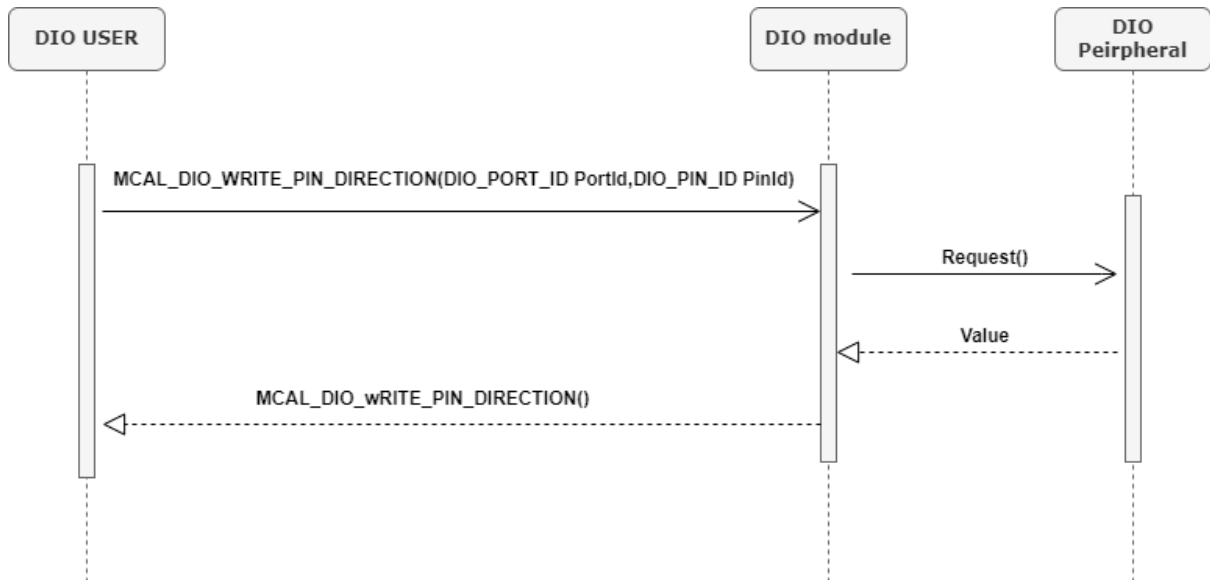 DIO USER
DIO module
DIO
Peirpheral
MCAL_DIO_WRITE_PIN_DIRECTION(DIO_PORT_ID PortId,DIO_PIN_ID PinId)
Request()
Value
MCAL_DIO_wRITE_PIN_DIRECTION()